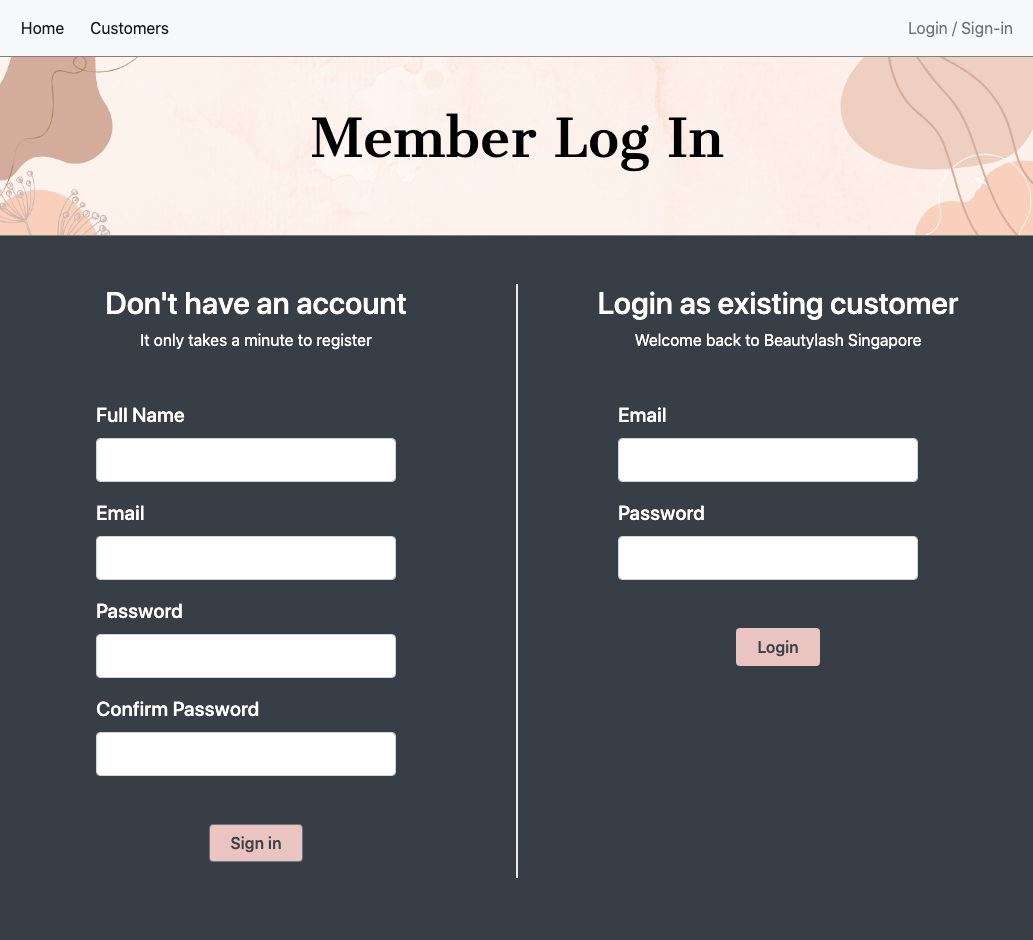 Home Customers Login / Sign-in
Member Log In
Don't have an account
It only takes a minute to register
Full Name
Email
Password
Confirm Password
Sign in
Login as existing customer
Welcome back to Beautylash Singapore
Email
Password
Login